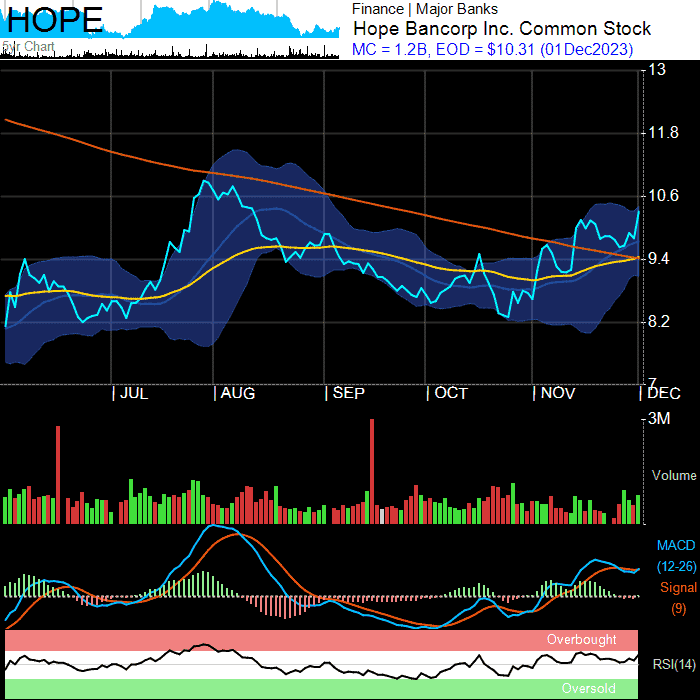 HOPE
5yr Chart
Finance | Major Banks
Hope Bancorp Inc. Common Stock
MC = 1.2B, EOD = $10.31 (01Dec2023)
13
11.8
10.6
9.4
8.2
7
| JUL | AUG | SEP | OCT | NOV | DEC
3M
Volume
MACD
(12-26)
Signal
(9)
Overbought
RSI(14)
Oversold